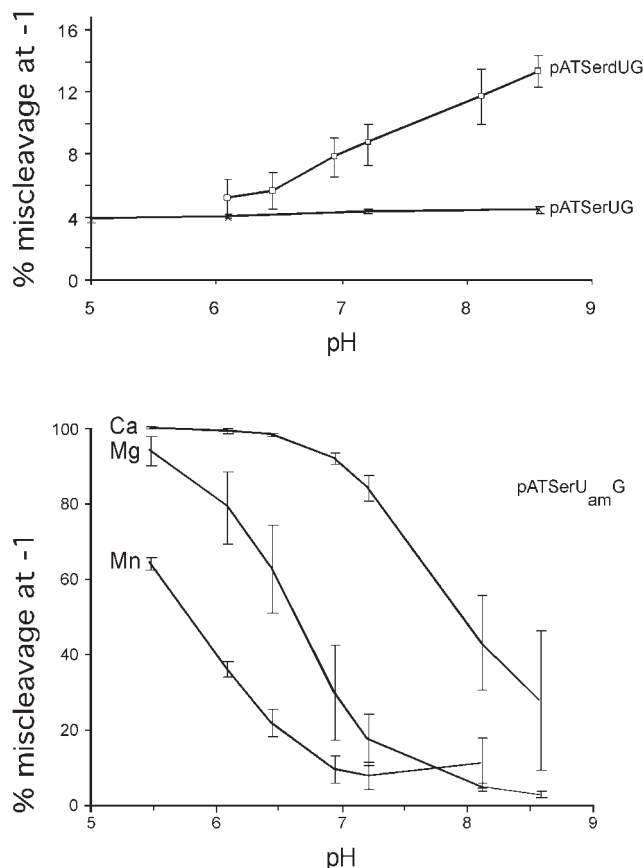 % miscleavage at -1
16
12
8
4
0
5
6
7
8
9
pH
pATSerdUG
pATSerUG
% miscleavage at -1
100
80
60
40
20
0
Ca
Mg
Mn
5
6
7
8
9
pH
pATSerUamG